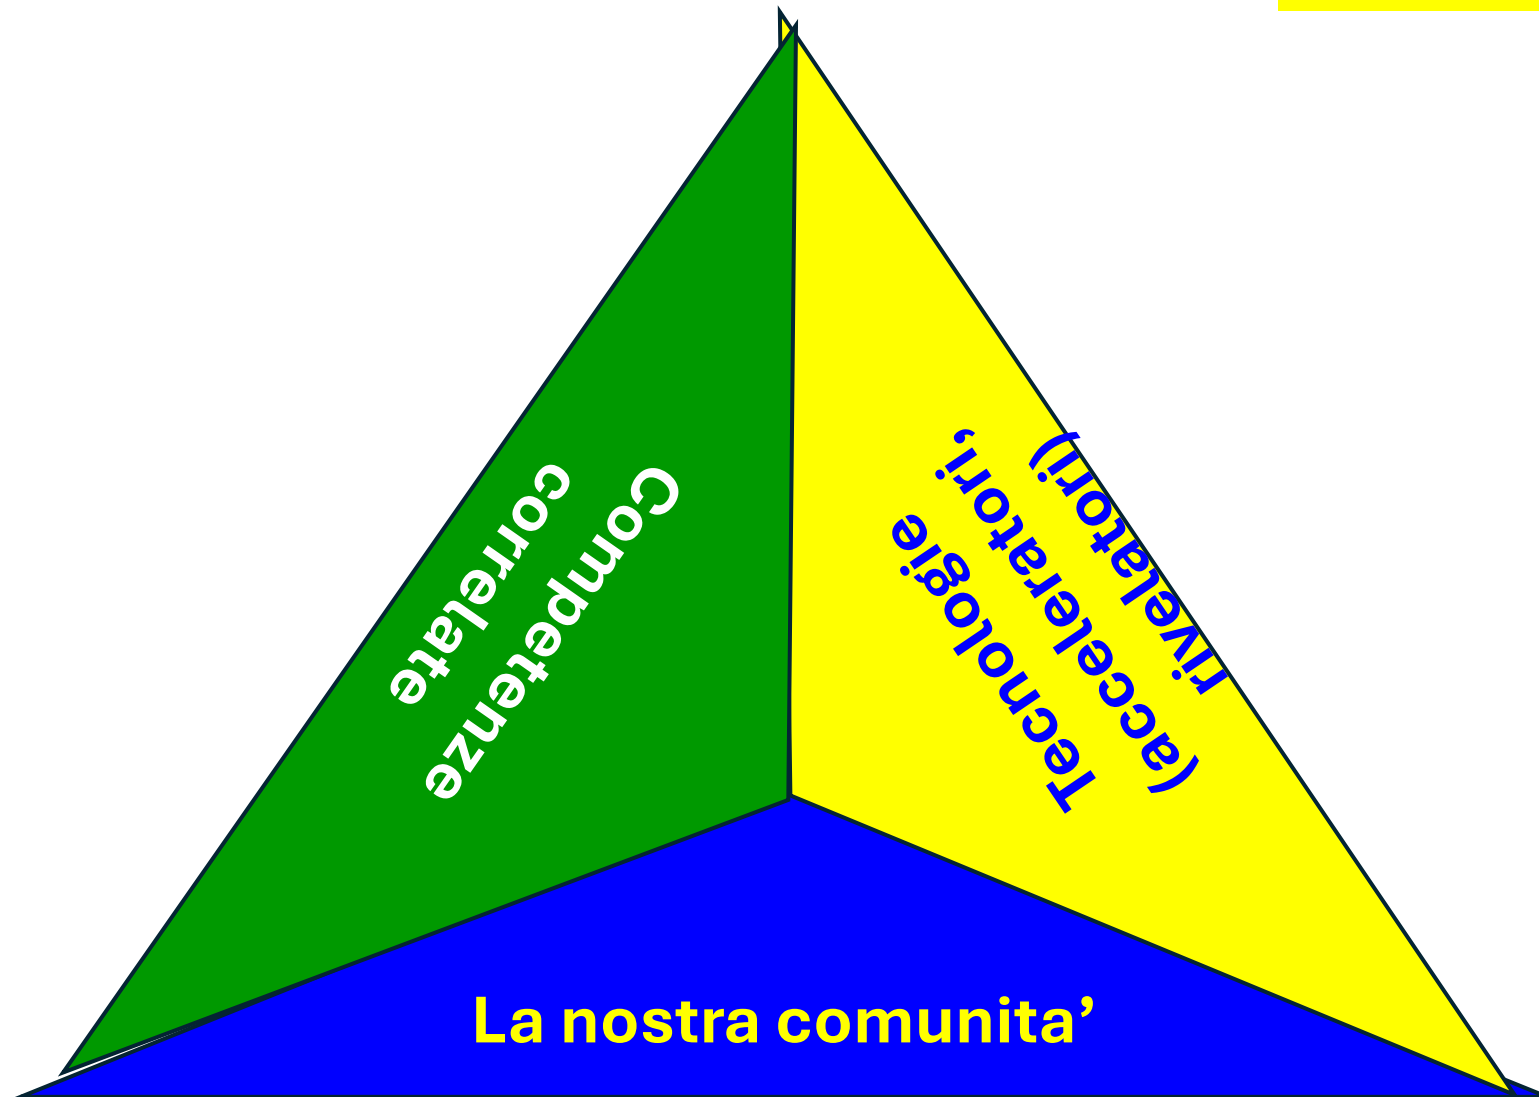 Competenze
correlate
Tecnologie
(acceleratori,
rivelatori)
La nostra comunita’